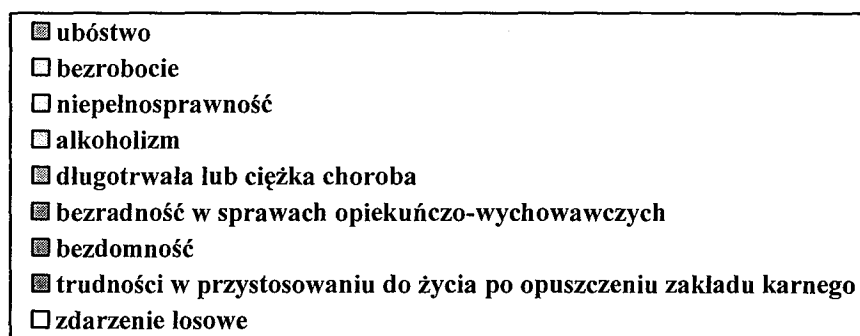 ubóstwo
bezrobocie
niepełnosprawność
alkoholizm
długotrwała lub ciężka choroba
bezradność w sprawach opiekuńczo-wychowawczych
bezdomność
trudności w przystosowaniu do życia po opuszczeniu zakładu karnego
zdarzenie losowe